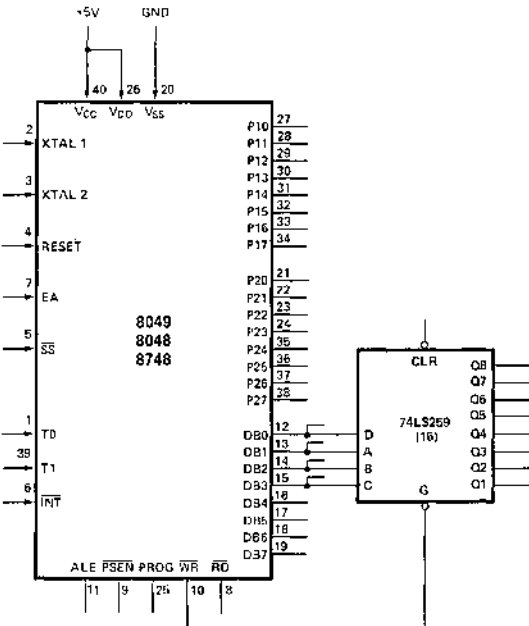 +5V GND
40 26 20
VCC VDD VSS
2 XTAL 1
3 XTAL 2
4 RESET
7 EA
5 SS
1 T0
39 T1
6 INT
8049
8048
8748
P10 27
P11 28
P12 29
P13 30
P14 31
P15 32
P16 33
P17 34
P20 21
P21 22
P22 23
P23 24
P24 35
P25 36
P26 37
P27 38
DB0 12
DB1 13
DB2 14
DB3 15
DB4 16
DB5 17
DB6 18
DB7 19
ALE PSEN PROG WR RD
11 9 25 10 8
CLR
74LS259
(16)
D
A
B
C
G
Q8
Q7
Q6
Q5
Q4
Q3
Q2
Q1